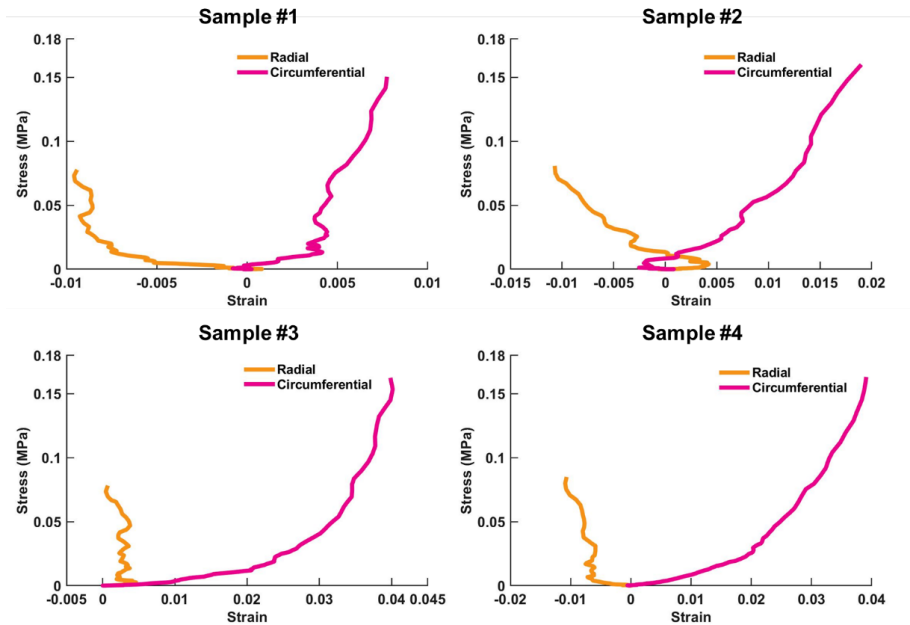 Sample #1
0.18
0.15
0.1
0.05
0
Stress (MPa)
Radial
Circumferential
-0.01
-0.005
0
0.005
0.01
Strain
Sample #2
0.18
0.15
0.1
0.05
0
Stress (MPa)
Radial
Circumferential
-0.015
-0.01
-0.005
0
0.005
0.01
0.015
0.02
Strain
Sample #3
0.18
0.15
0.1
0.05
0
Stress (MPa)
Radial
Circumferential
-0.005
0
0.01
0.02
0.03
0.04
0.045
Strain
Sample #4
0.18
0.15
0.1
0.05
0
Stress (MPa)
Radial
Circumferential
-0.02
-0.01
0
0.01
0.02
0.03
0.04
Strain